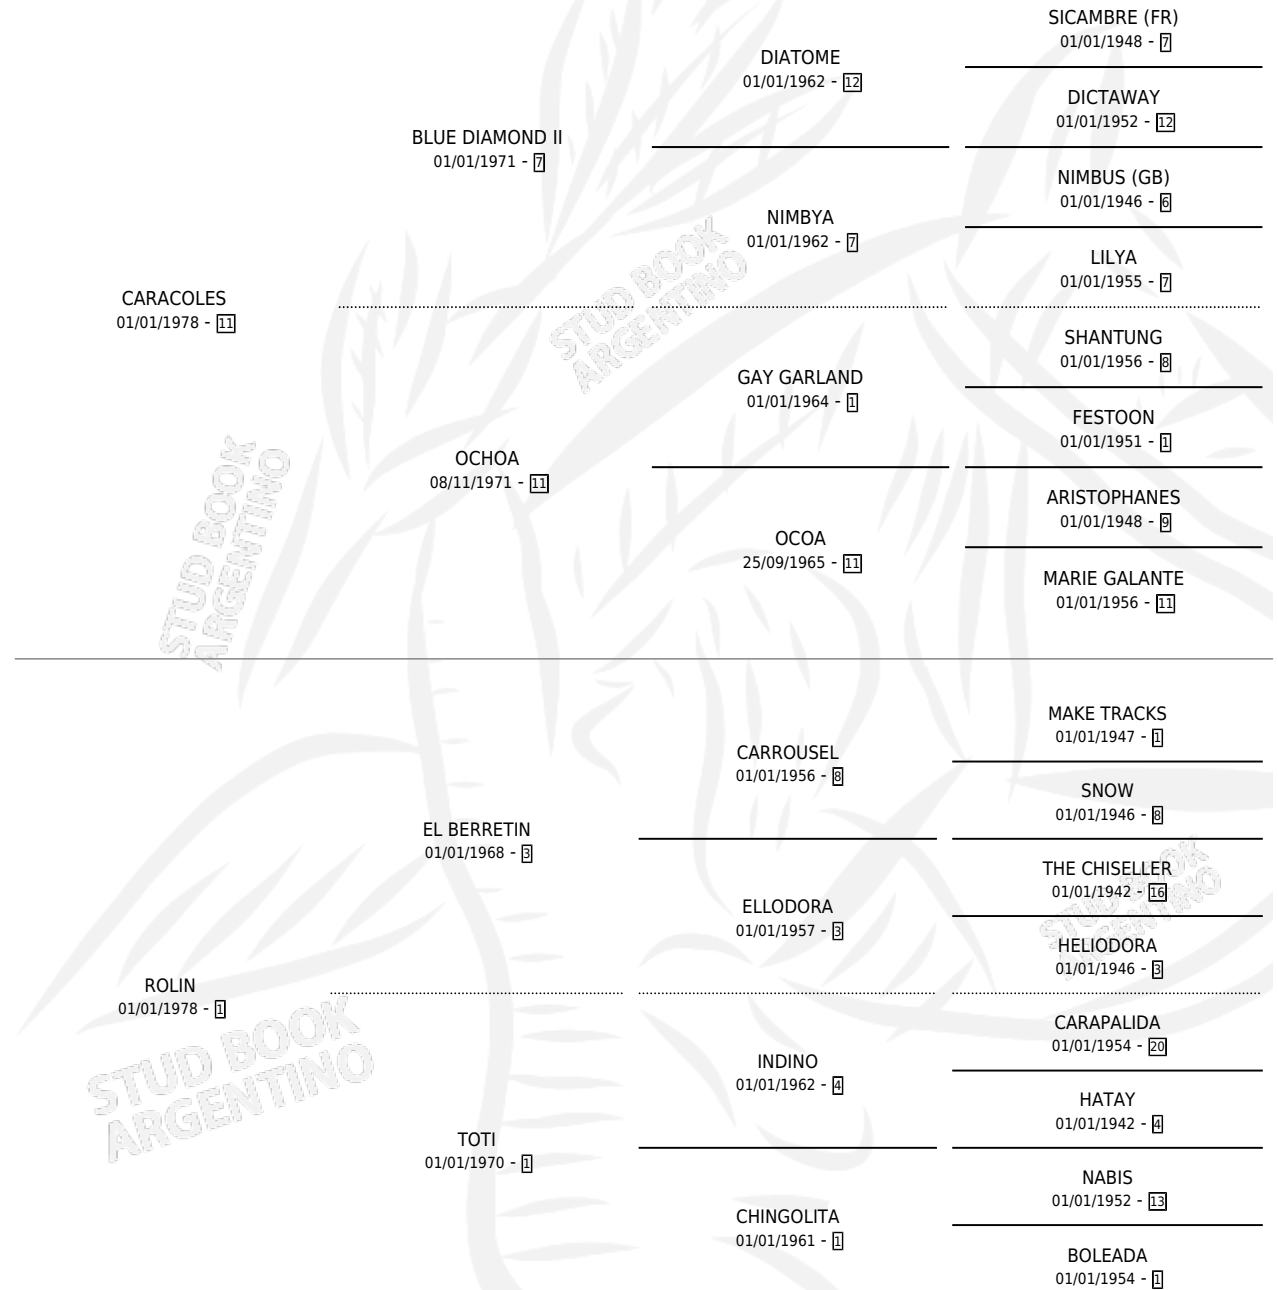 SICAMBRE (FR)
01/01/1948 - 7
DIATOME
01/01/1962 - 12
DICTAWAY
01/01/1952 - 12
BLUE DIAMOND II
01/01/1971 - 7
NIMBUS (GB)
01/01/1946 - 6
NIMBYA
01/01/1962 - 7
LILYA
01/01/1955 - 7
CARACOLES
01/01/1978 - 11
SHANTUNG
01/01/1956 - 8
GAY GARLAND
01/01/1964 - 1
FESTOON
01/01/1951 - 1
OCHOA
08/11/1971 - 11
ARISTOPHANES
01/01/1948 - 9
OCOA
25/09/1965 - 11
MARIE GALANTE
01/01/1956 - 11
MAKE TRACKS
01/01/1947 - 1
CARROUSEL
01/01/1956 - 8
SNOW
01/01/1946 - 8
EL BERRETIN
01/01/1968 - 3
THE CHISELLER
01/01/1942 - 16
ELLODORA
01/01/1957 - 3
HELIODORA
01/01/1946 - 3
ROLIN
01/01/1978 - 1
CARAPALIDA
01/01/1954 - 20
INDINO
01/01/1962 - 4
HATAY
01/01/1942 - 4
TOTI
01/01/1970 - 1
NABIS
01/01/1952 - 13
CHINGOLITA
01/01/1961 - 1
BOLEADA
01/01/1954 - 1
STUD BOOK
ARGENTINO
STUD BOOK
ARGENTINO
STUD BOOK
ARGENTINO
STUD BOOK
ARGENTINO